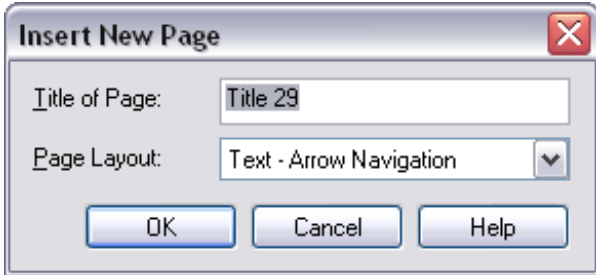 Insert New Page
Title of Page: Title 29
Page Layout: Text - Arrow Navigation
OK Cancel Help